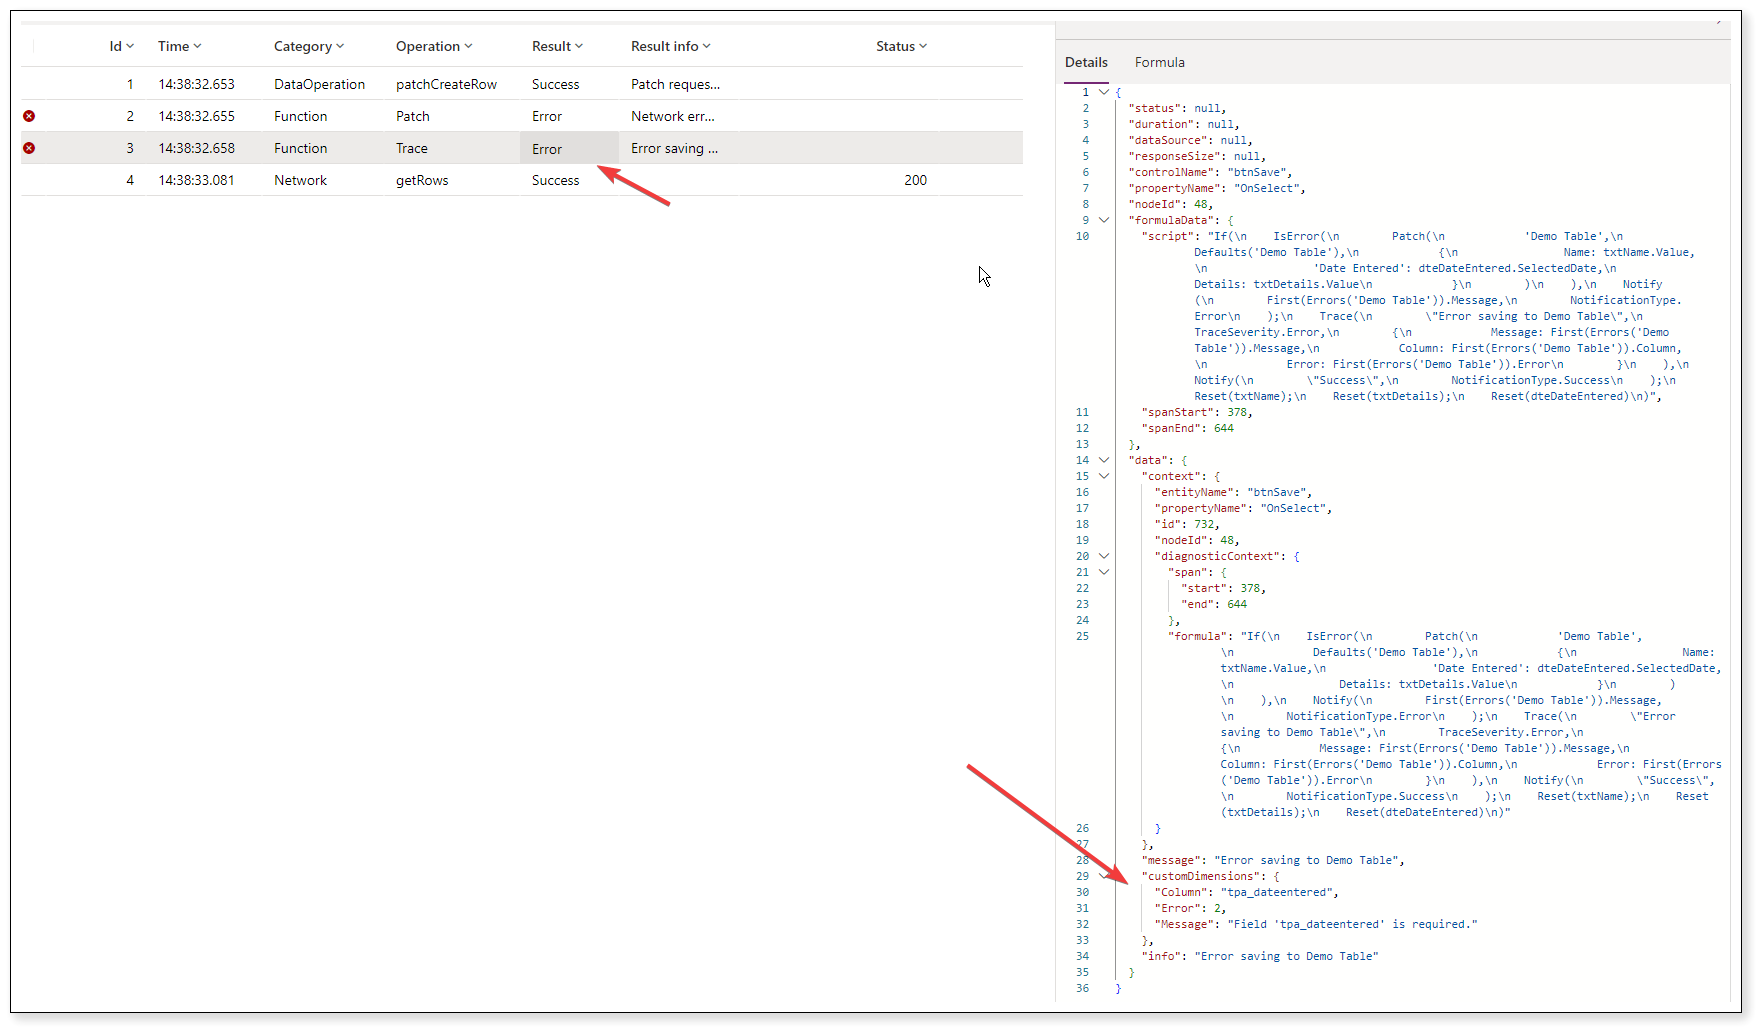 Id Time Category Operation Result Result info Status
1 14:38:32.653 DataOperation patchCreateRow Success Patch reques...
2 14:38:32.655 Function Patch Error Network err...
3 14:38:32.658 Function Trace Error Error saving ...
4 14:38:33.081 Network getRows Success 200
Details Formula
1 {
2 "status": null,
3 "duration": null,
4 "dataSource": null,
5 "responseSize": null,
6 "controlName": "btnSave",
7 "propertyName": "OnSelect",
8 "nodeId": 48,
9 "formulaData": {
10 "script": "If(\n    IsError(\n        Patch(\n            'Demo Table',\n
Defaults('Demo Table'),\n            {\n                Name: txtName.Value,
\n                'Date Entered': dteDateEntered.SelectedDate,\n
Details: txtDetails.Value\n            }\n        )\n    ),\n    Notify
(\n        First(Errors('Demo Table')).Message,\n        NotificationType.
Error\n    );\n    Trace(\n        \"Error saving to Demo Table\",\n
TraceSeverity.Error,\n        {\n            Message: First(Errors('Demo
Table')).Message,\n            Column: First(Errors('Demo Table')).Column,
\n            Error: First(Errors('Demo Table')).Error\n        }\n    ),\n
Notify(\n        \"Success\",\n        NotificationType.Success\n    );\n
Reset(txtName);\n    Reset(txtDetails);\n    Reset(dteDateEntered)\n)",
11 "spanStart": 378,
12 "spanEnd": 644
13 },
14 "data": {
15 "context": {
16 "entityName": "btnSave",
17 "propertyName": "OnSelect",
18 "id": 732,
19 "nodeId": 48,
20 "diagnosticContext": {
21 "span": {
22 "start": 378,
23 "end": 644
24 },
25 "formula": "If(\n    IsError(\n        Patch(\n            'Demo Table',
\n            Defaults('Demo Table'),\n            {\n                Name:
txtName.Value,\n                'Date Entered': dteDateEntered.SelectedDate,
\n                Details: txtDetails.Value\n            }\n        )
\n    ),\n    Notify(\n        First(Errors('Demo Table')).Message,
\n        NotificationType.Error\n    );\n    Trace(\n        \"Error
saving to Demo Table\",\n        TraceSeverity.Error,\n
{\n            Message: First(Errors('Demo Table')).Message,\n
Column: First(Errors('Demo Table')).Column,\n            Error: First(Errors
('Demo Table')).Error\n        }\n    ),\n    Notify(\n        \"Success\",
\n        NotificationType.Success\n    );\n    Reset(txtName);\n    Reset
(txtDetails);\n    Reset(dteDateEntered)\n)"
26 }
27 },
28 "message": "Error saving to Demo Table",
29 "customDimensions": {
30 "Column": "tpa_dateentered",
31 "Error": 2,
32 "Message": "Field 'tpa_dateentered' is required."
33 },
34 "info": "Error saving to Demo Table"
35 }
36 }